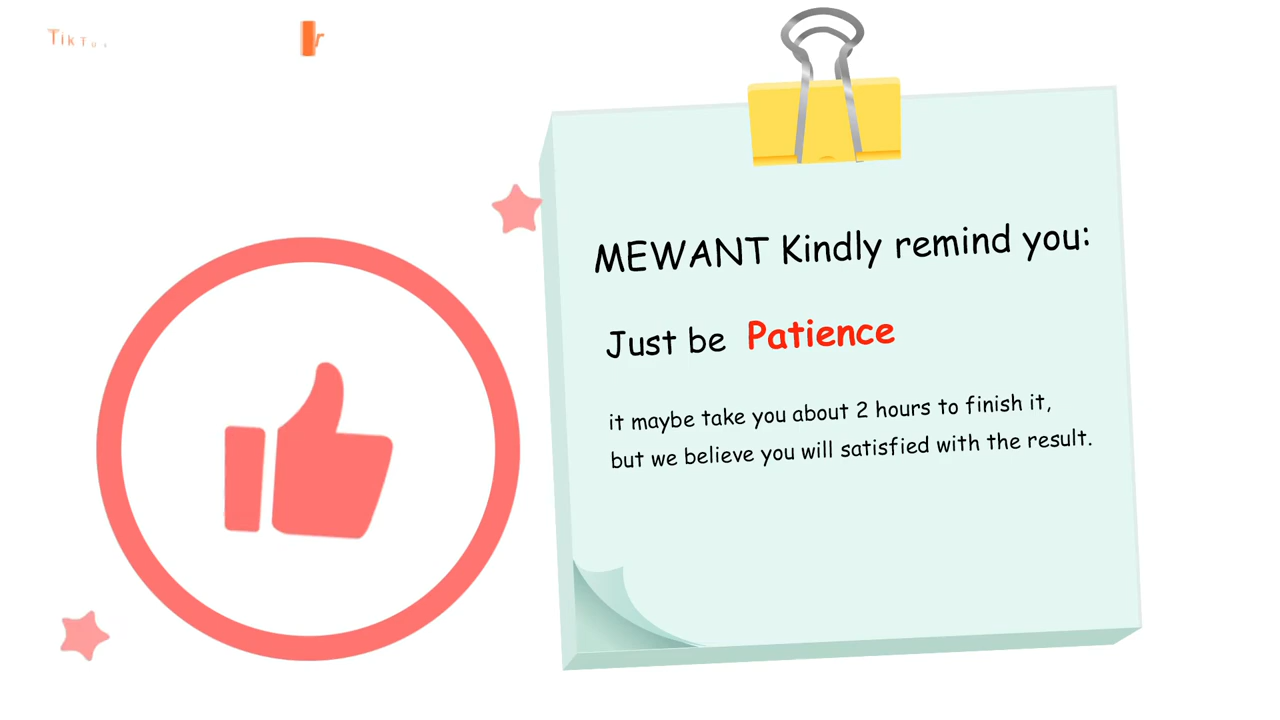 MEWANT Kindly remind you:
Just be Patience
it maybe take you about 2 hours to finish it,
but we believe you will satisfied with the result.